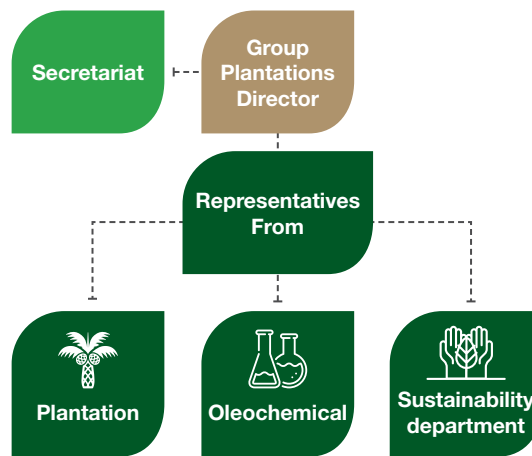 Secretariat
Group
Plantations
Director
Representatives
From
Plantation
Oleochemical
Sustainability
department